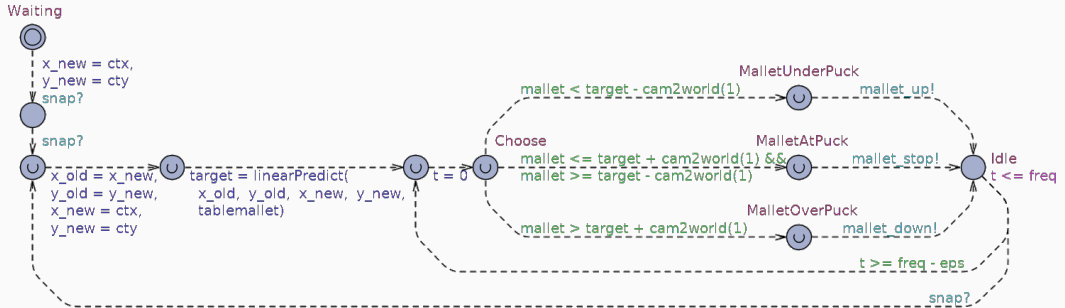 Waiting
x_new = ctx,
y_new = cty
snap?
snap?
x_old = x_new,
y_old = y_new,
x_new = ctx,
y_new = cty
target = linearPredict(
x_old, y_old, x_new, y_new,
tablemallet)
t = 0
Choose
mallet < target - cam2world(1)
MalletUnderPuck
mallet_up!
mallet <= target + cam2world(1) &&
mallet >= target - cam2world(1)
MalletAtPuck
mallet_stop!
mallet > target + cam2world(1)
MalletOverPuck
mallet_down!
Idle
t <= freq
t >= freq - eps
snap?